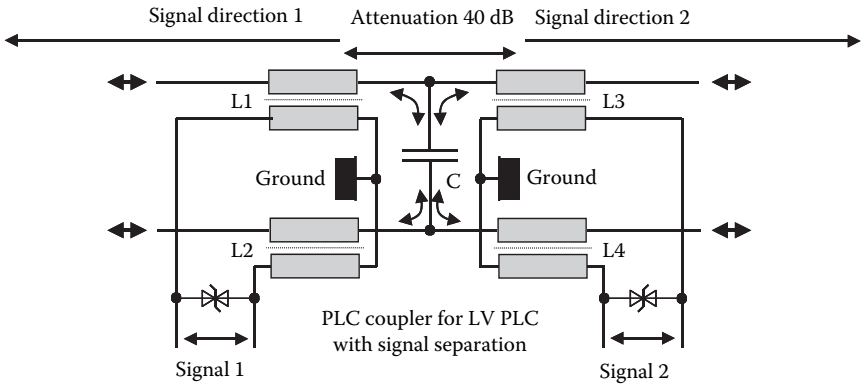 Signal direction 1
Attenuation 40 dB
Signal direction 2
L1
L3
Ground
C
Ground
L2
L4
PLC coupler for LV PLC
with signal separation
Signal 1
Signal 2